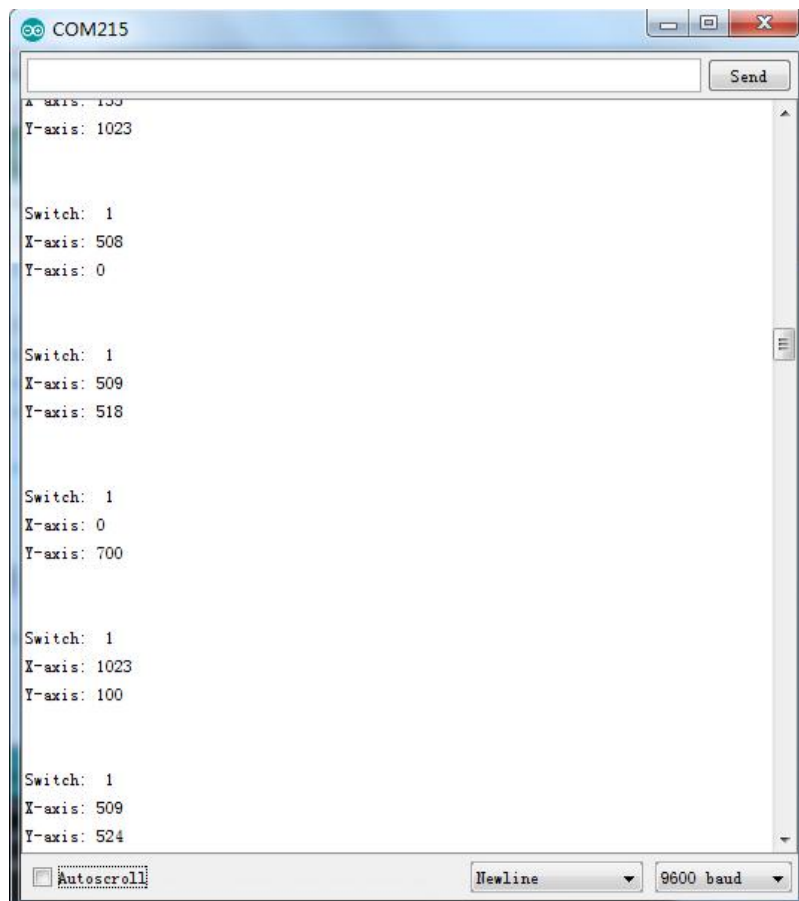 COM215
Send
Y-axis: 1023
Switch: 1
X-axis: 508
Y-axis: 0
Switch: 1
X-axis: 509
Y-axis: 518
Switch: 1
X-axis: 0
Y-axis: 700
Switch: 1
X-axis: 1023
Y-axis: 100
Switch: 1
X-axis: 509
Y-axis: 524
Autoscroll Newline 9600 baud